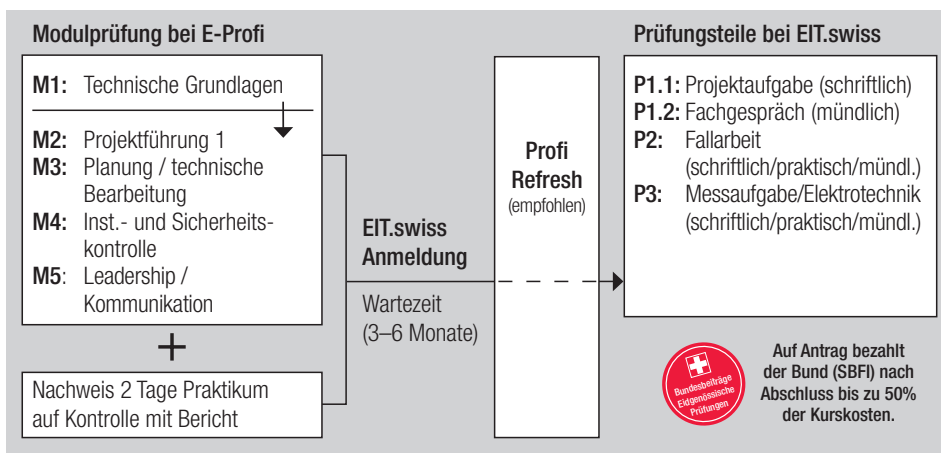 Modulprüfung bei E-Profi
M1: Technische Grundlagen
M2: Projektführung 1
M3: Planung / technische
Bearbeitung
M4: Inst.- und Sicherheits-
kontrolle
M5: Leadership /
Kommunikation
+
Nachweis 2 Tage Praktikum
auf Kontrolle mit Bericht
EIT.swiss
Anmeldung
Wartezeit
(3–6 Monate)
Profi
Refresh
(empfohlen)
Prüfungsteile bei EIT.swiss
P1.1: Projektaufgabe (schriftlich)
P1.2: Fachgespräch (mündlich)
P2: Fallarbeit
(schriftlich/praktisch/mündl.)
P3: Messaufgabe/Elektrotechnik
(schriftlich/praktisch/mündl.)
Bundesbeiträge
Eidgenössische
Prüfungen
Auf Antrag bezahlt
der Bund (SBFI) nach
Abschluss bis zu 50%
der Kurskosten.